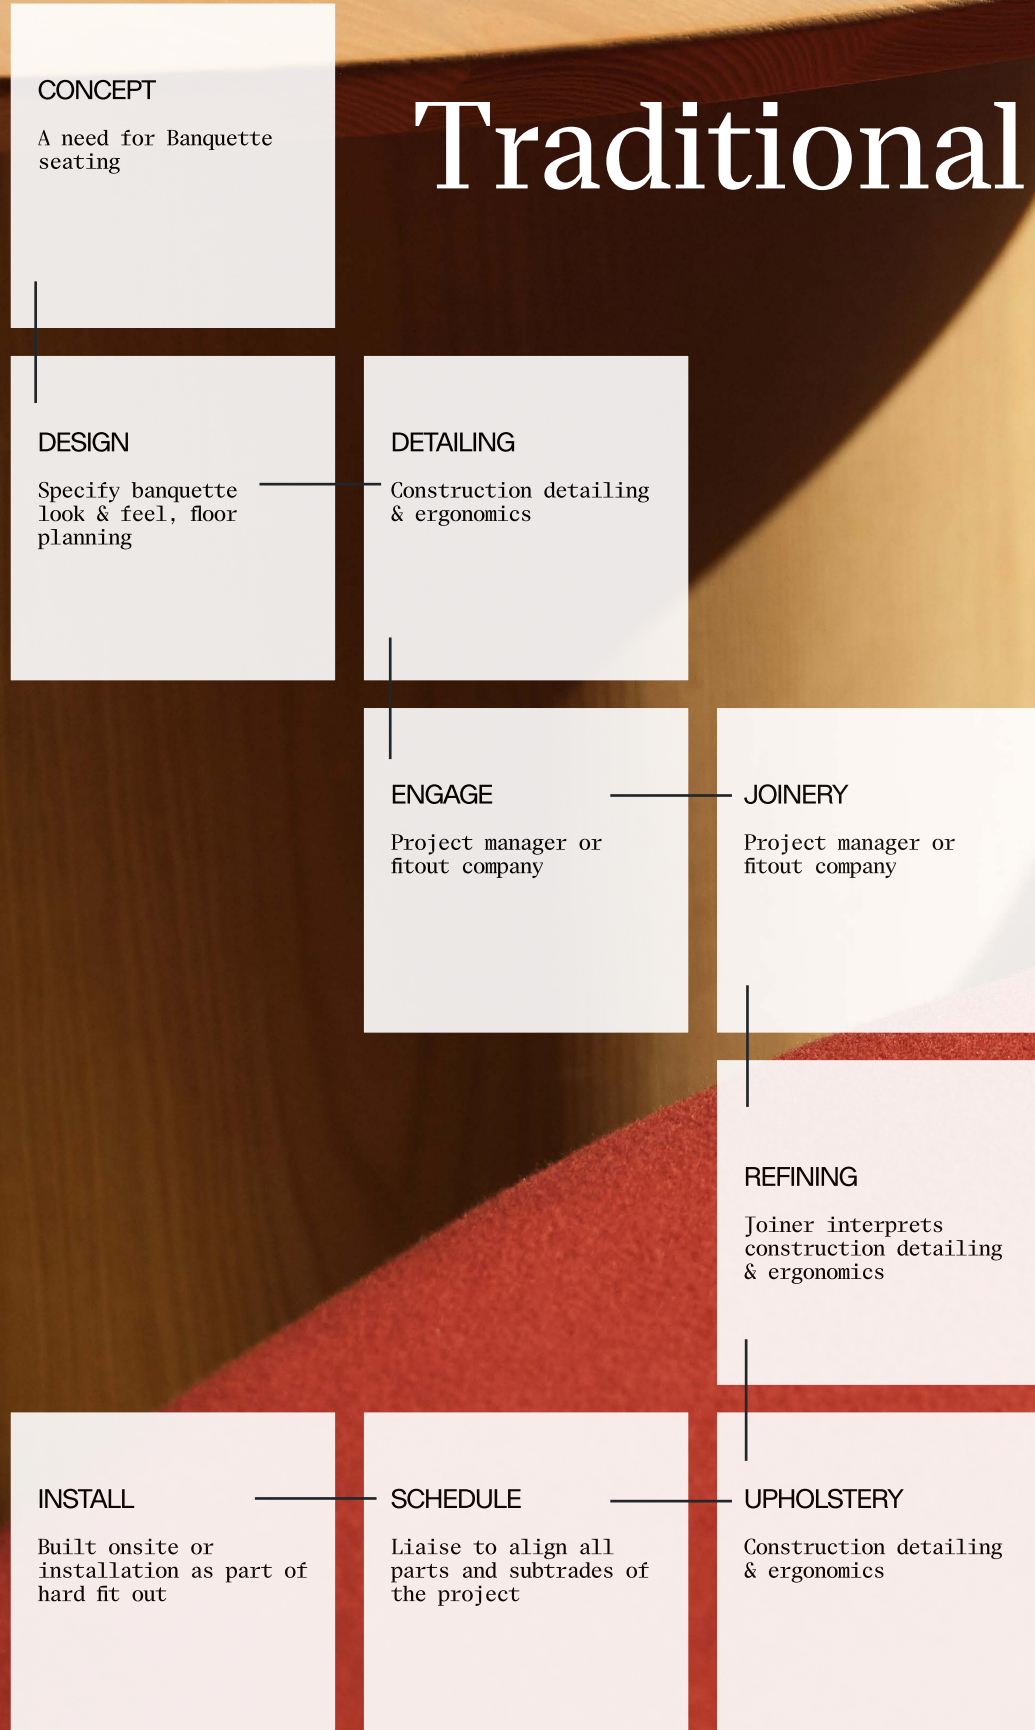 Traditional
CONCEPT
A need for Banquette
seating
DESIGN
Specify banquette
look & feel, floor
planning
DETAILING
Construction detailing
& ergonomics
ENGAGE
Project manager or
fitout company
JOINERY
Project manager or
fitout company
REFINING
Joiner interprets
construction detailing
& ergonomics
UPHOLSTERY
Construction detailing
& ergonomics
SCHEDULE
Liaise to align all
parts and subtrades of
the project
INSTALL
Built onsite or
installation as part of
hard fit out